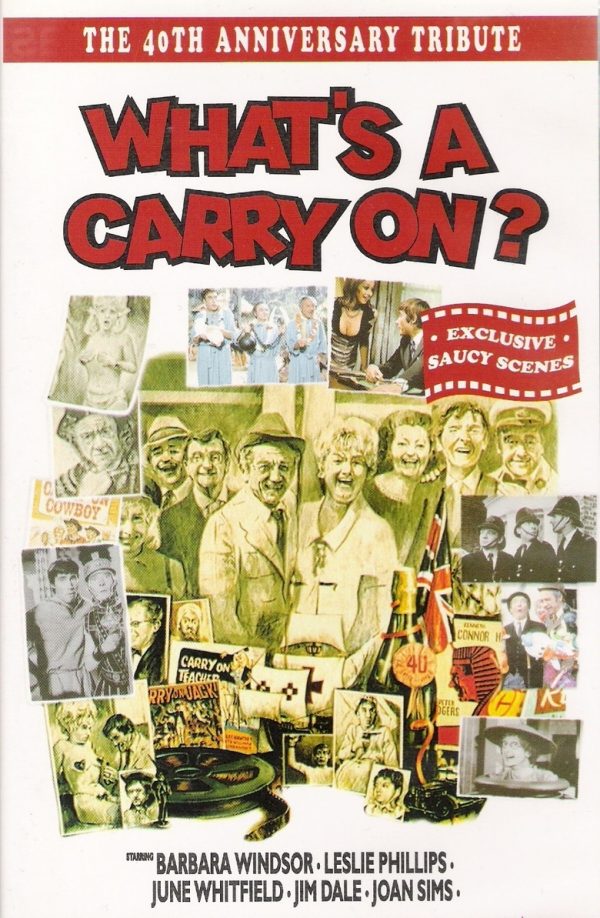 THE 40TH ANNIVERSARY TRIBUTE
WHAT'S A
CARRY ON?
• EXCLUSIVE •
SAUCY SCENES
COWBOY
CARRY ON
TEACHER
40
CONNOR
STARRING BARBARA WINDSOR • LESLIE PHILLIPS •
JUNE WHITFIELD • JIM DALE • JOAN SIMS •